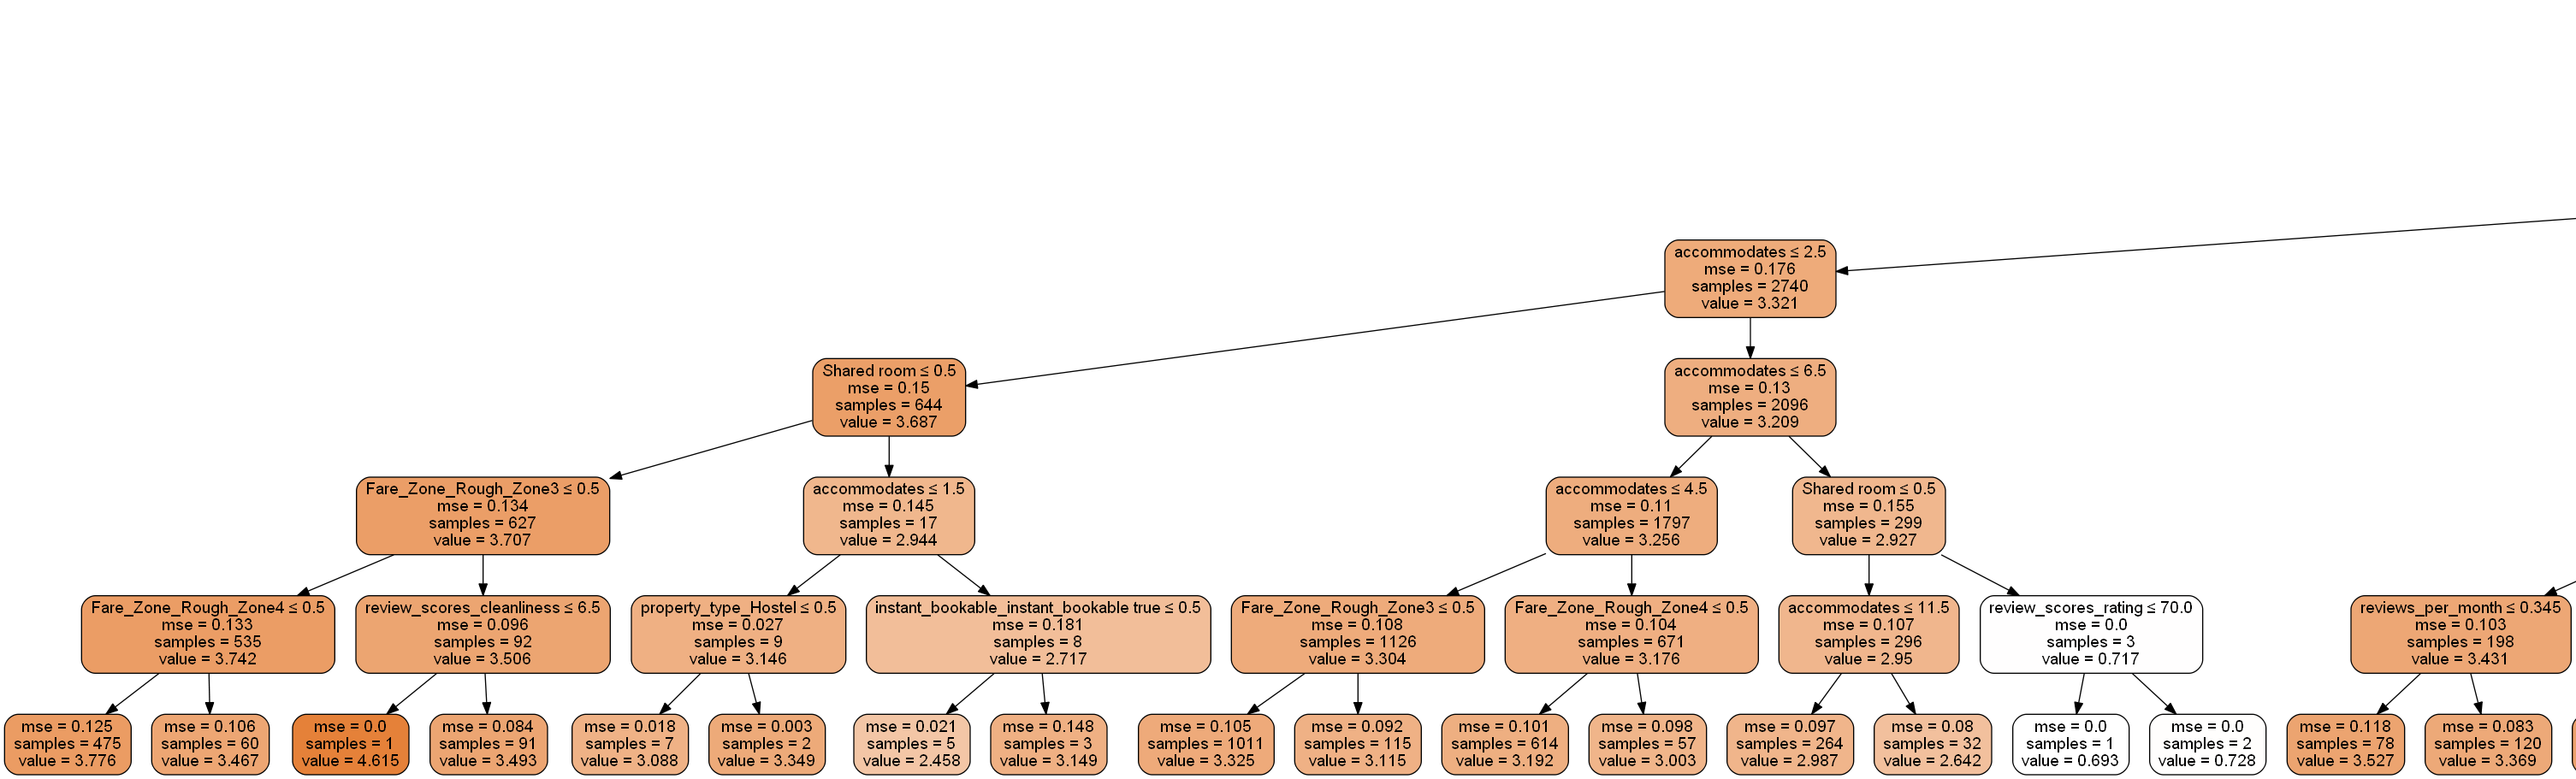 accommodates ≤ 2.5
mse = 0.176
samples = 2740
value = 3.321
Shared room ≤ 0.5
mse = 0.15
samples = 644
value = 3.687
accommodates ≤ 6.5
mse = 0.13
samples = 2096
value = 3.209
Fare_Zone_Rough_Zone3 ≤ 0.5
mse = 0.134
samples = 627
value = 3.707
accommodates ≤ 1.5
mse = 0.145
samples = 17
value = 2.944
accommodates ≤ 4.5
mse = 0.11
samples = 1797
value = 3.256
Shared room ≤ 0.5
mse = 0.155
samples = 299
value = 2.927
Fare_Zone_Rough_Zone4 ≤ 0.5
mse = 0.133
samples = 535
value = 3.742
review_scores_cleanliness ≤ 6.5
mse = 0.096
samples = 92
value = 3.506
property_type_Hostel ≤ 0.5
mse = 0.027
samples = 9
value = 3.146
instant_bookable_instant_bookable true ≤ 0.5
mse = 0.181
samples = 8
value = 2.717
Fare_Zone_Rough_Zone3 ≤ 0.5
mse = 0.108
samples = 1126
value = 3.304
Fare_Zone_Rough_Zone4 ≤ 0.5
mse = 0.104
samples = 671
value = 3.176
accommodates ≤ 11.5
mse = 0.107
samples = 296
value = 2.95
review_scores_rating ≤ 70.0
mse = 0.0
samples = 3
value = 0.717
reviews_per_month ≤ 0.345
mse = 0.103
samples = 198
value = 3.431
mse = 0.125
samples = 475
value = 3.776
mse = 0.106
samples = 60
value = 3.467
mse = 0.0
samples = 1
value = 4.615
mse = 0.084
samples = 91
value = 3.493
mse = 0.018
samples = 7
value = 3.088
mse = 0.003
samples = 2
value = 3.349
mse = 0.021
samples = 5
value = 2.458
mse = 0.148
samples = 3
value = 3.149
mse = 0.105
samples = 1011
value = 3.325
mse = 0.092
samples = 115
value = 3.115
mse = 0.101
samples = 614
value = 3.192
mse = 0.098
samples = 57
value = 3.003
mse = 0.097
samples = 264
value = 2.987
mse = 0.08
samples = 32
value = 2.642
mse = 0.0
samples = 1
value = 0.693
mse = 0.0
samples = 2
value = 0.728
mse = 0.118
samples = 78
value = 3.527
mse = 0.083
samples = 120
value = 3.369